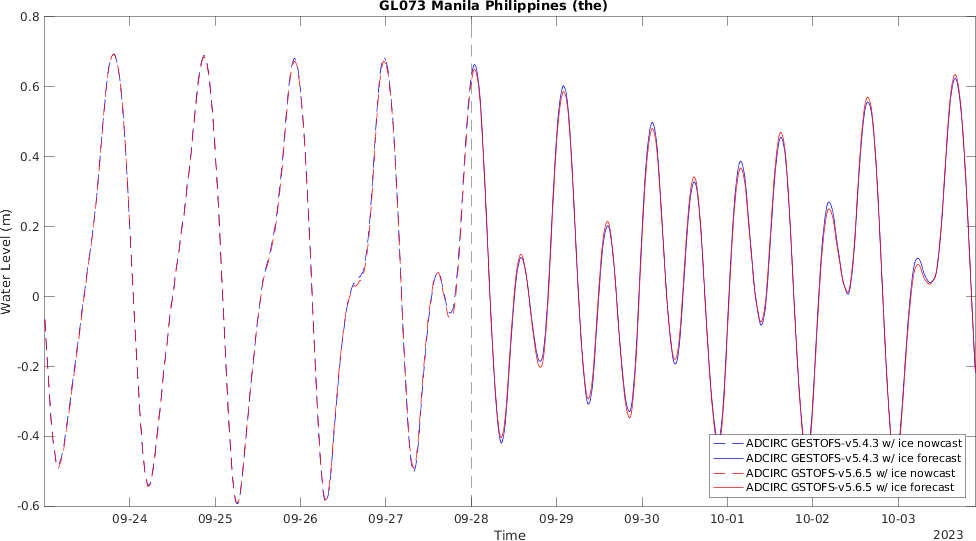 GL073 Manila Philippines (the)
0.8
0.6
0.4
0.2
0
-0.2
-0.4
-0.6
Water Level (m)
ADCIRC GESTOFS-v5.4.3 w/ ice nowcast
ADCIRC GESTOFS-v5.4.3 w/ ice forecast
ADCIRC GSTOFS-v5.6.5 w/ ice nowcast
ADCIRC GSTOFS-v5.6.5 w/ ice forecast
09-24 09-25 09-26 09-27 09-28 09-29 09-30 10-01 10-02 10-03
Time
2023